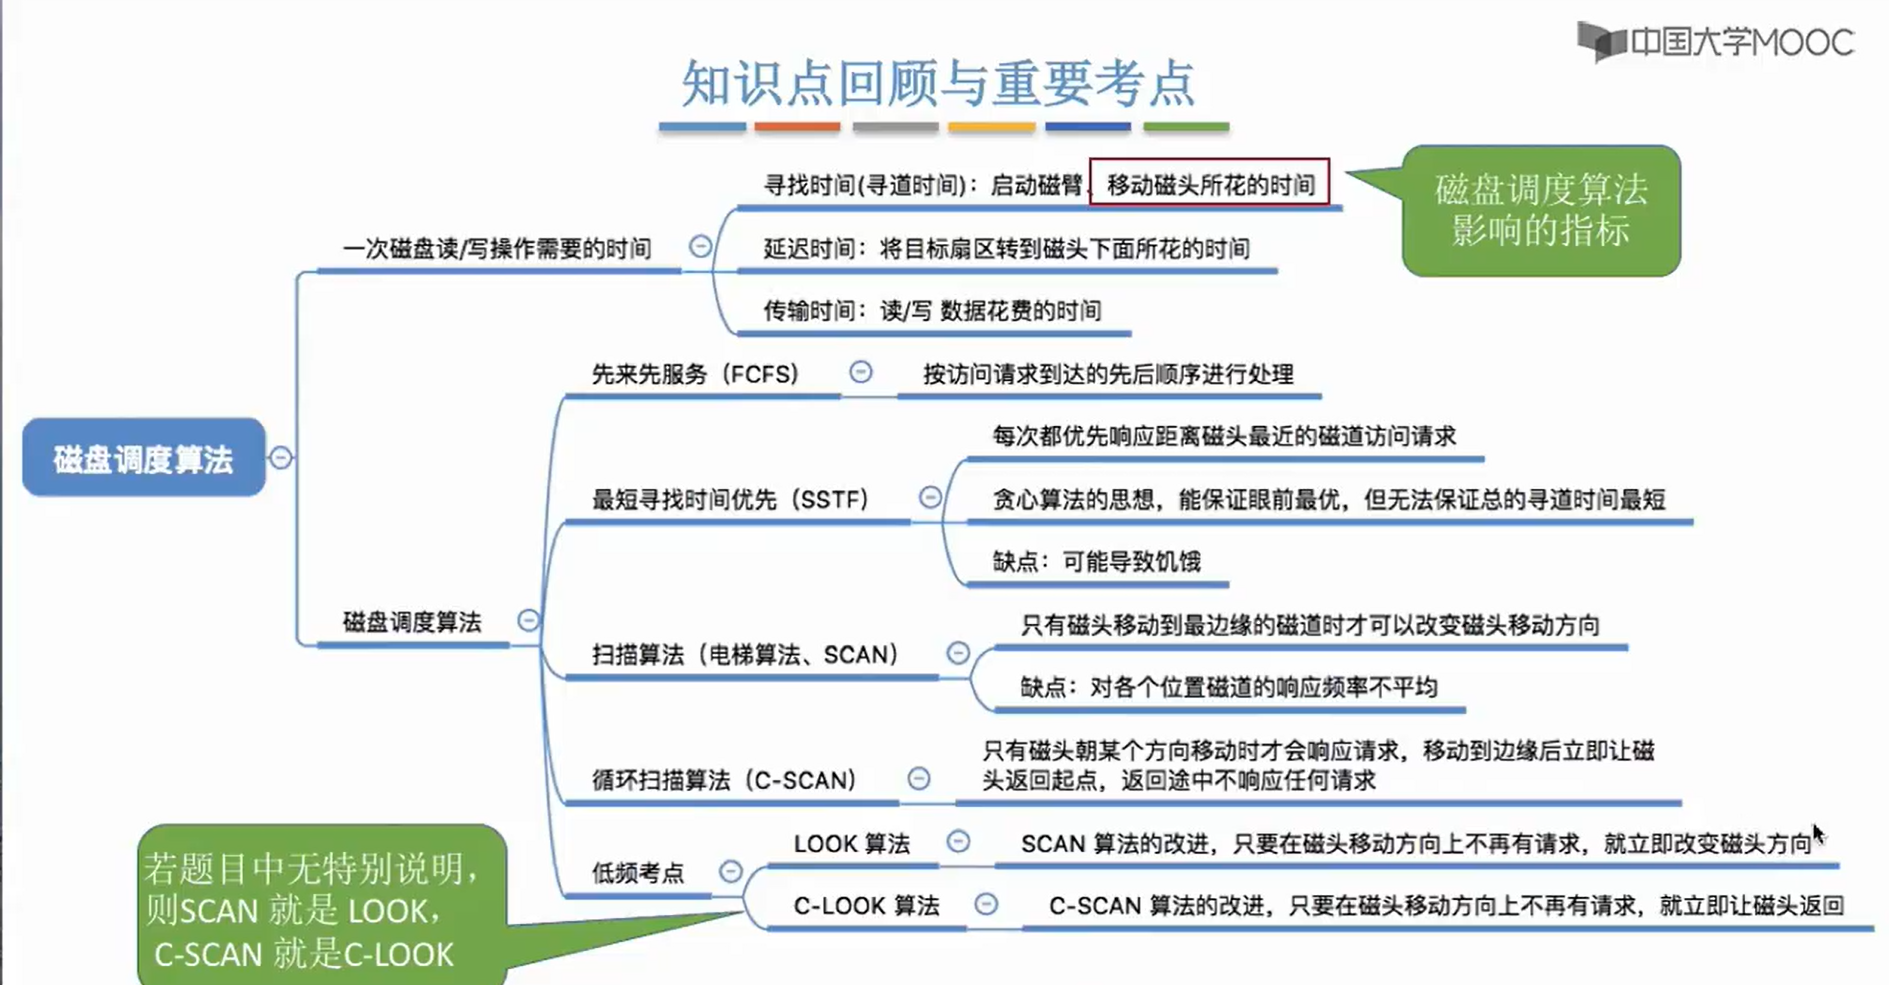 中国大学MOOC
知识点回顾与重要考点
寻找时间(寻道时间)：启动磁臂、移动磁头所花的时间
磁盘调度算法
影响的指标
一次磁盘读/写操作需要的时间
延迟时间：将目标扇区转到磁头下面所花的时间
传输时间：读/写 数据花费的时间
先来先服务（FCFS）
按访问请求到达的先后顺序进行处理
每次都优先响应距离磁头最近的磁道访问请求
磁盘调度算法
最短寻找时间优先（SSTF）
贪心算法的思想，能保证眼前最优，但无法保证总的寻道时间最短
缺点：可能导致饥饿
磁盘调度算法
只有磁头移动到最边缘的磁道时才可以改变磁头移动方向
扫描算法（电梯算法、SCAN）
缺点：对各个位置磁道的响应频率不平均
只有磁头朝某个方向移动时才会响应请求，移动到边缘后立即让磁
头返回起点，返回途中不响应任何请求
循环扫描算法（C-SCAN）
LOOK 算法
SCAN 算法的改进，只要在磁头移动方向上不再有请求，就立即改变磁头方向
低频考点
C-LOOK 算法
C-SCAN 算法的改进，只要在磁头移动方向上不再有请求，就立即让磁头返回
若题目中无特别说明，
则SCAN 就是 LOOK，
C-SCAN 就是C-LOOK